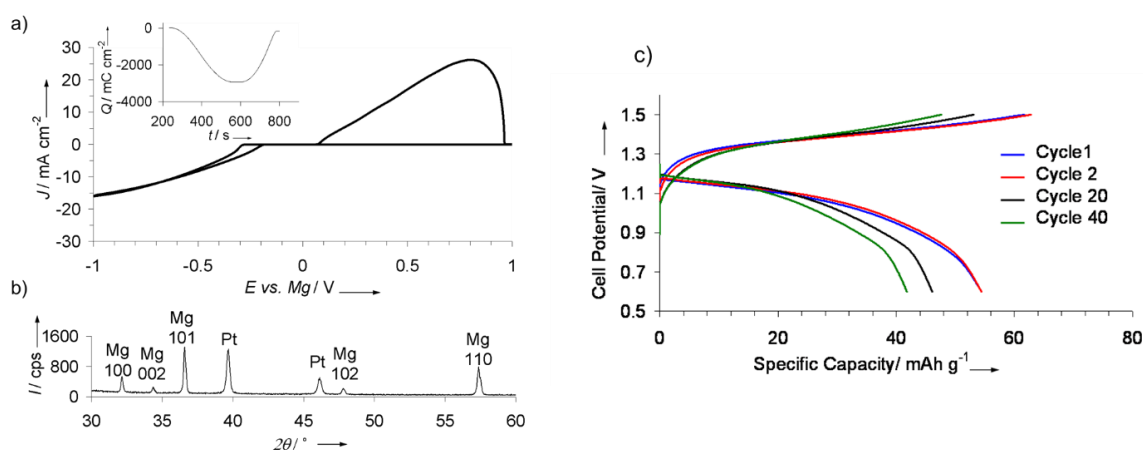 a)
Q / mC cm⁻²
0
-2000
-4000
200
400
600
800
t / s
J / mA cm⁻²
30
20
10
0
-10
-20
-30
-1
-0.5
0
0.5
1
E vs. Mg / V
b)
I / cps
1600
800
0
Mg
100
Mg
002
Mg
101
Pt
Pt
Mg
102
Mg
110
30
35
40
45
50
55
60
2θ / °
c)
Cell Potential/ V
1.5
1.3
1.1
0.9
0.7
0.5
Cycle1
Cycle 2
Cycle 20
Cycle 40
0
20
40
60
80
Specific Capacity/ mAh g⁻¹